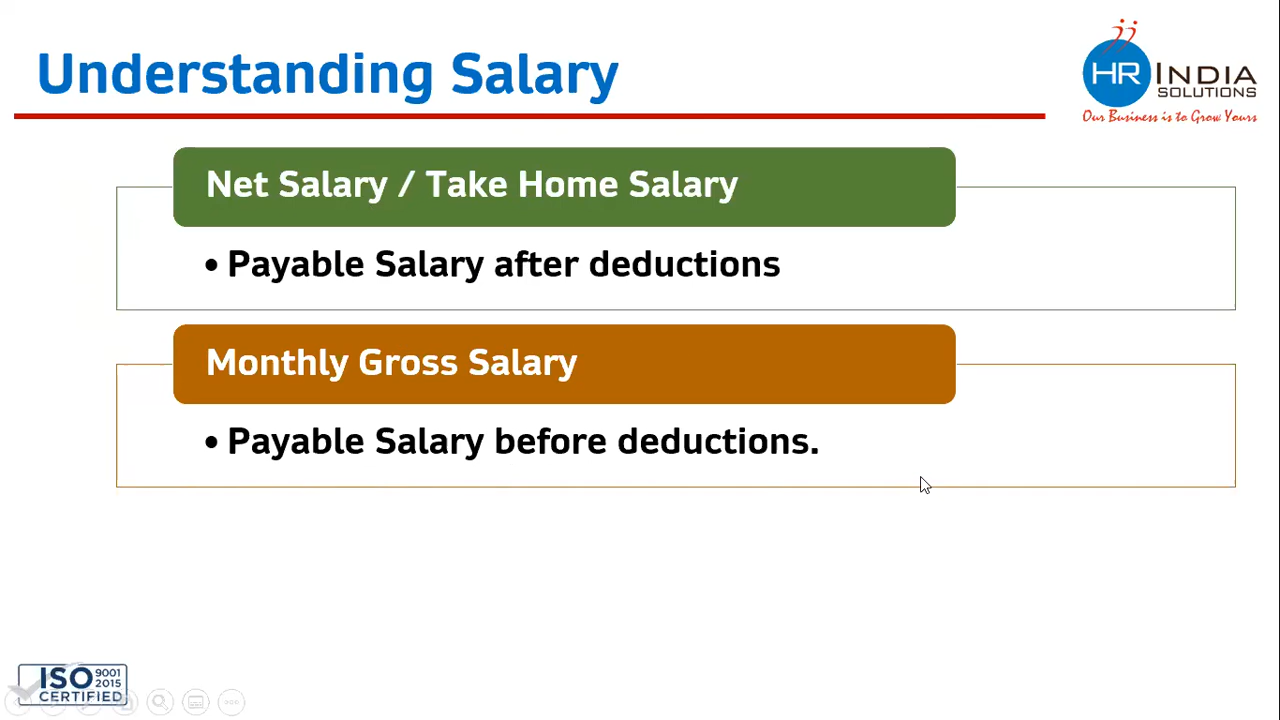 Understanding Salary
HR INDIA
SOLUTIONS
Our Business is to Grow Yours
Net Salary / Take Home Salary
• Payable Salary after deductions
Monthly Gross Salary
• Payable Salary before deductions.
ISO 9001
2015
CERTIFIED